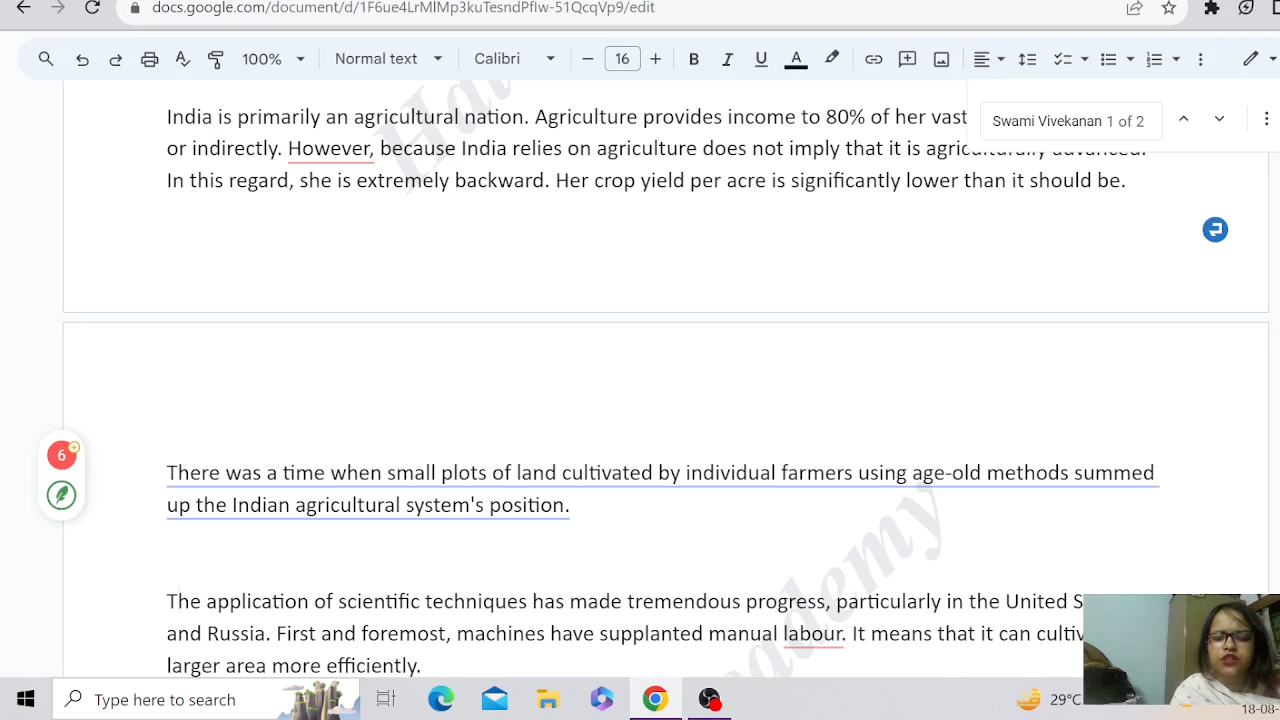 docs.google.com/document/d/1F6ue4LrMlMp3kuTesndPflw-51QcqVp9/edit
100% Normal text Calibri 16 B I U A
Swami Vivekanan 1 of 2
India is primarily an agricultural nation. Agriculture provides income to 80% of her vast
or indirectly. However, because India relies on agriculture does not imply that it is agriculturally advanced.
In this regard, she is extremely backward. Her crop yield per acre is significantly lower than it should be.
6
There was a time when small plots of land cultivated by individual farmers using age-old methods summed
up the Indian agricultural system's position.
The application of scientific techniques has made tremendous progress, particularly in the United S
and Russia. First and foremost, machines have supplanted manual labour. It means that it can cultiv
larger area more efficiently.
Type here to search
29°C
18-08-